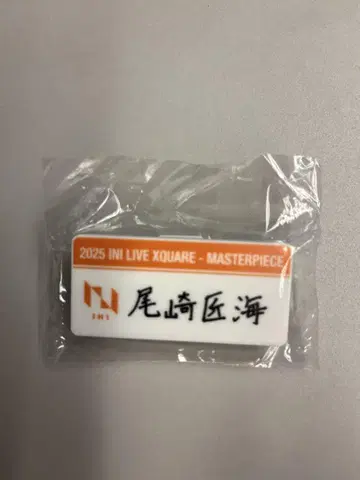 2025 INI LIVE XQUARE - MASTERPIECE
INI
尾崎匠海